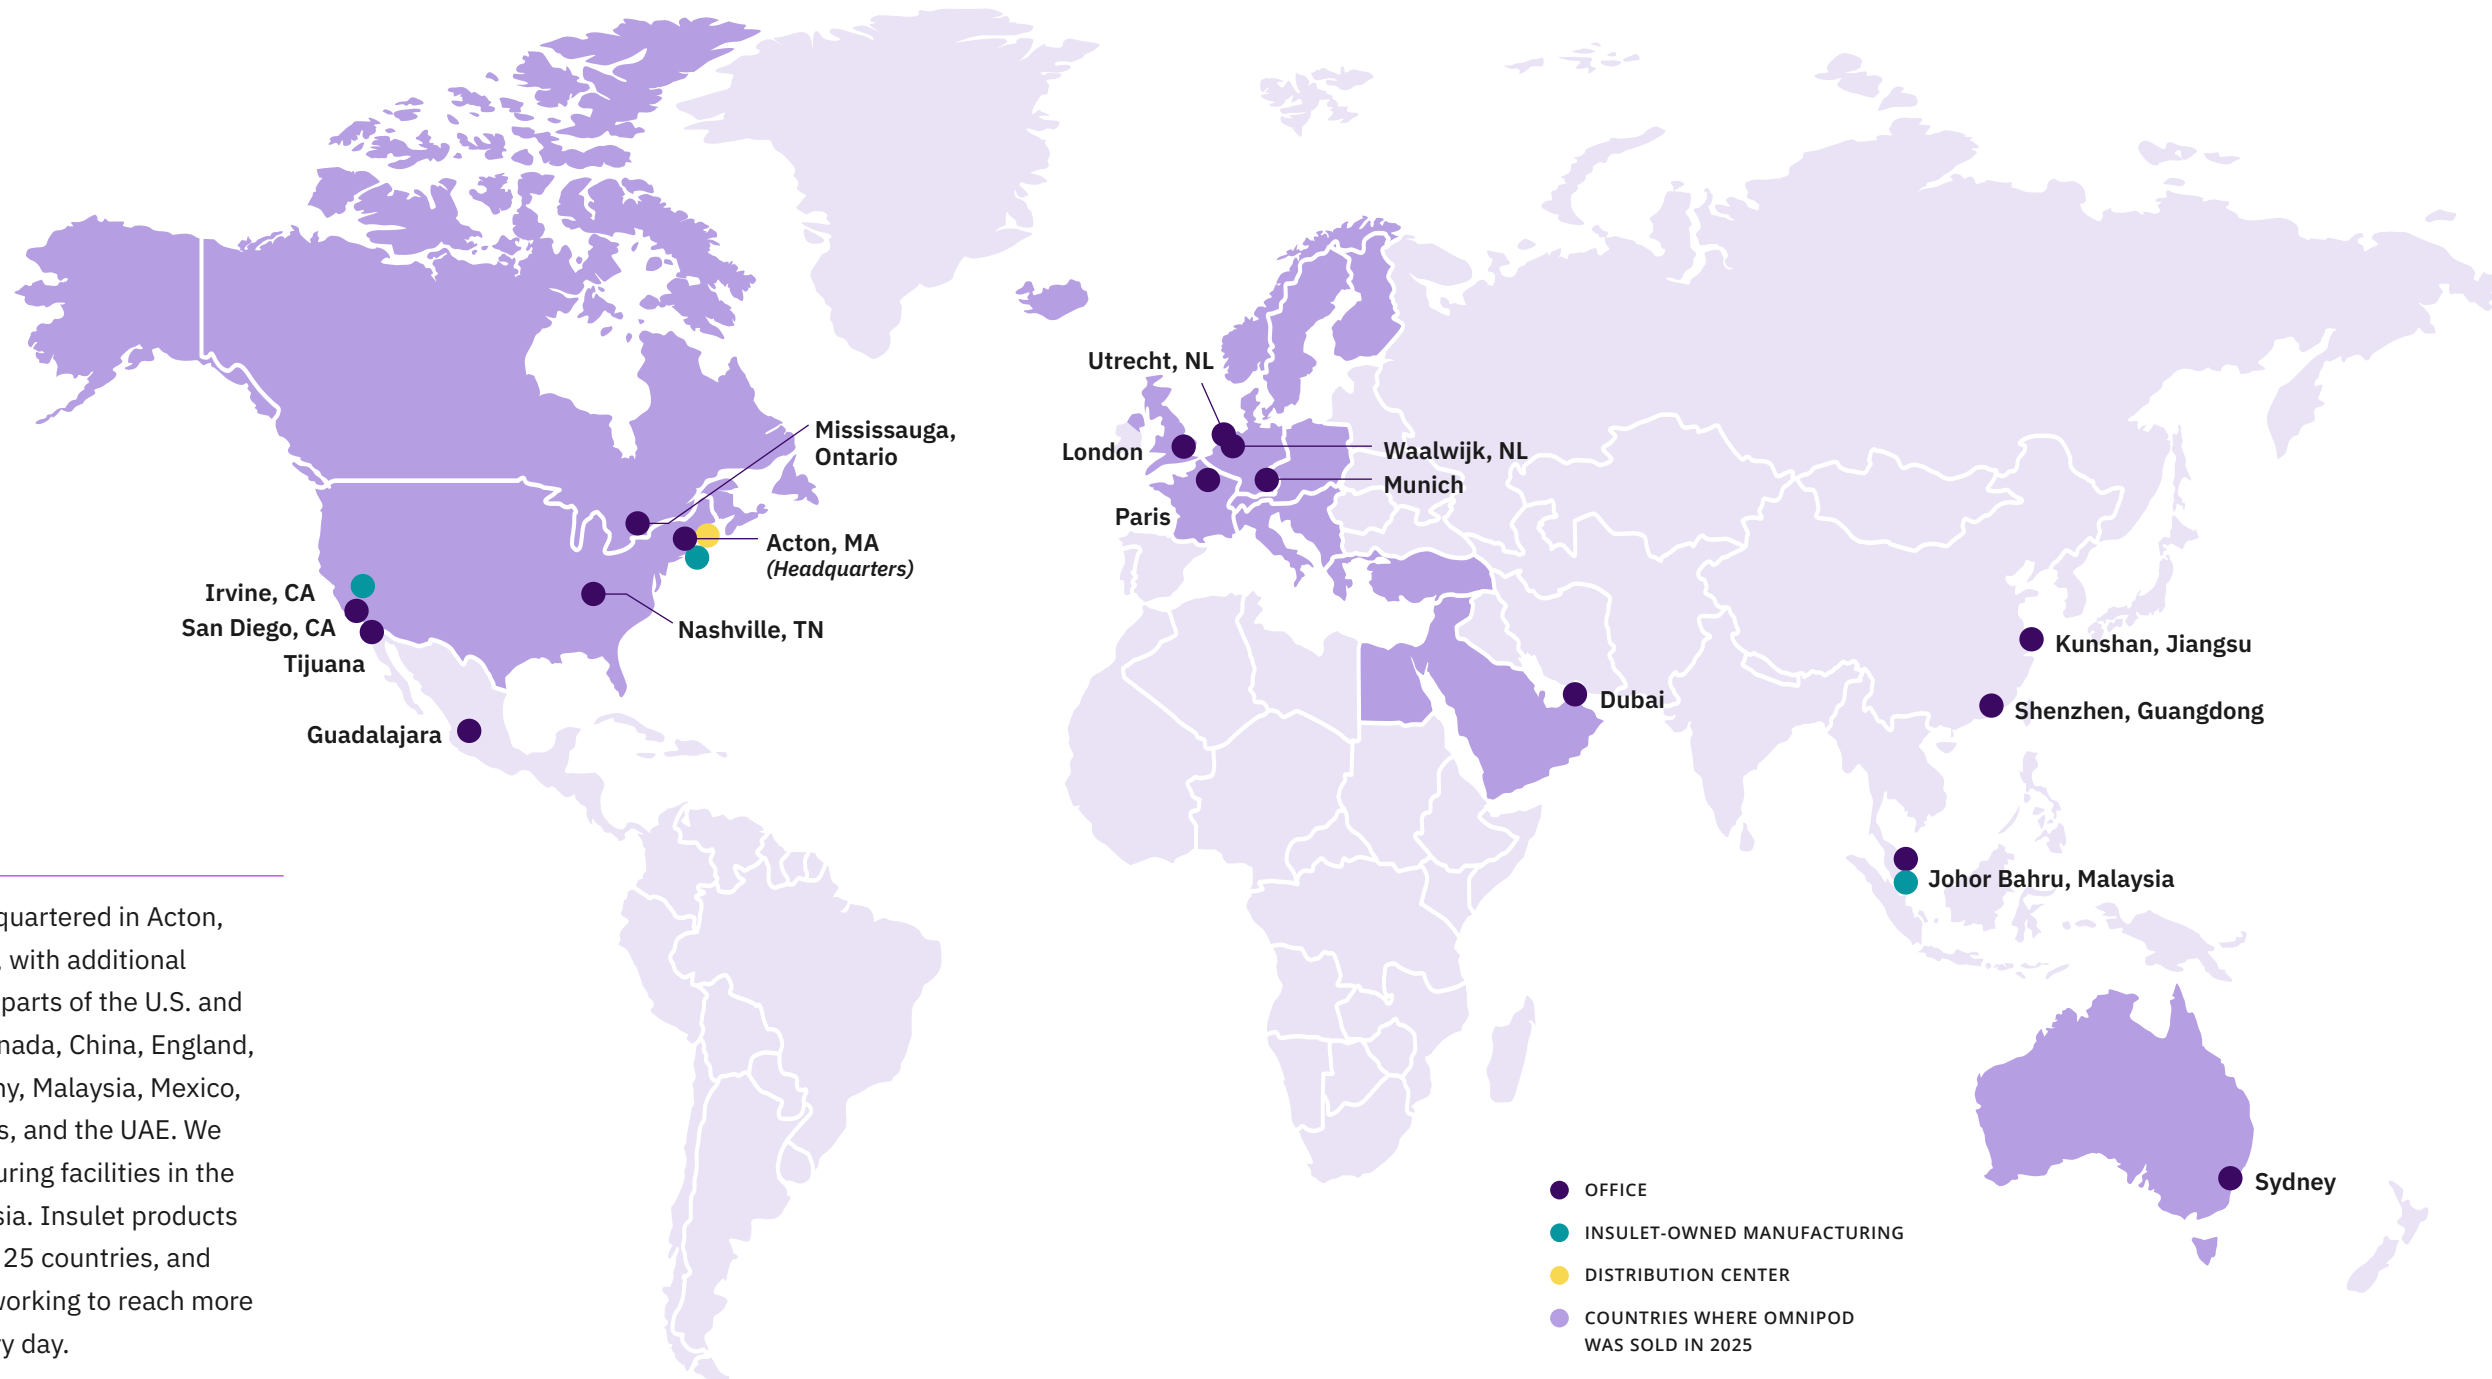 Utrecht, NL
Mississauga,
Ontario
London
Waalwijk, NL
Munich
Paris
Acton, MA
(Headquarters)
Irvine, CA
San Diego, CA
Nashville, TN
Tijuana
Kunshan, Jiangsu
Dubai
Shenzhen, Guangdong
Guadalajara
Johor Bahru, Malaysia
Sydney
quartered in Acton,
, with additional
parts of the U.S. and
nada, China, England,
ny, Malaysia, Mexico,
s, and the UAE. We
uring facilities in the
sia. Insulet products
25 countries, and
working to reach more
ry day.
OFFICE
INSULET-OWNED MANUFACTURING
DISTRIBUTION CENTER
COUNTRIES WHERE OMNIPOD
WAS SOLD IN 2025